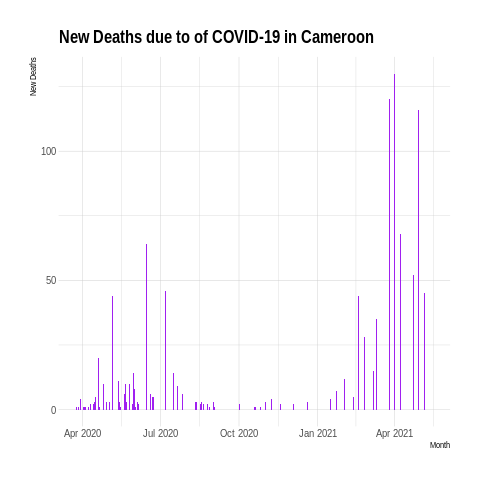 New Deaths due to of COVID-19 in Cameroon
New Deaths
100
50
0
Apr 2020 Jul 2020 Oct 2020 Jan 2021 Apr 2021
Month